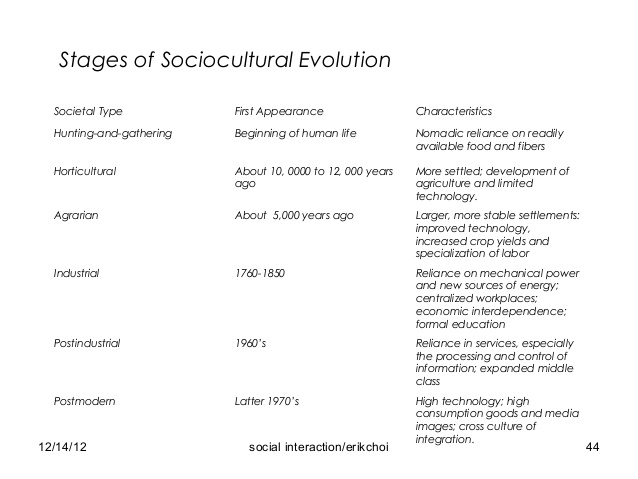 Stages of Sociocultural Evolution
Societal Type First Appearance Characteristics
Hunting-and-gathering Beginning of human life Nomadic reliance on readily
available food and fibers
Horticultural About 10, 0000 to 12, 000 years More settled; development of
ago agriculture and limited
technology.
Agrarian About 5,000 years ago Larger, more stable settlements:
improved technology,
increased crop yields and
specialization of labor
Industrial 1760-1850 Reliance on mechanical power
and new sources of energy;
centralized workplaces;
economic interdependence;
formal education
Postindustrial 1960's Reliance in services, especially
the processing and control of
information; expanded middle
class
Postmodern Latter 1970's High technology; high
consumption goods and media
images; cross culture of
integration.
12/14/12 social interaction/erikchoi 44